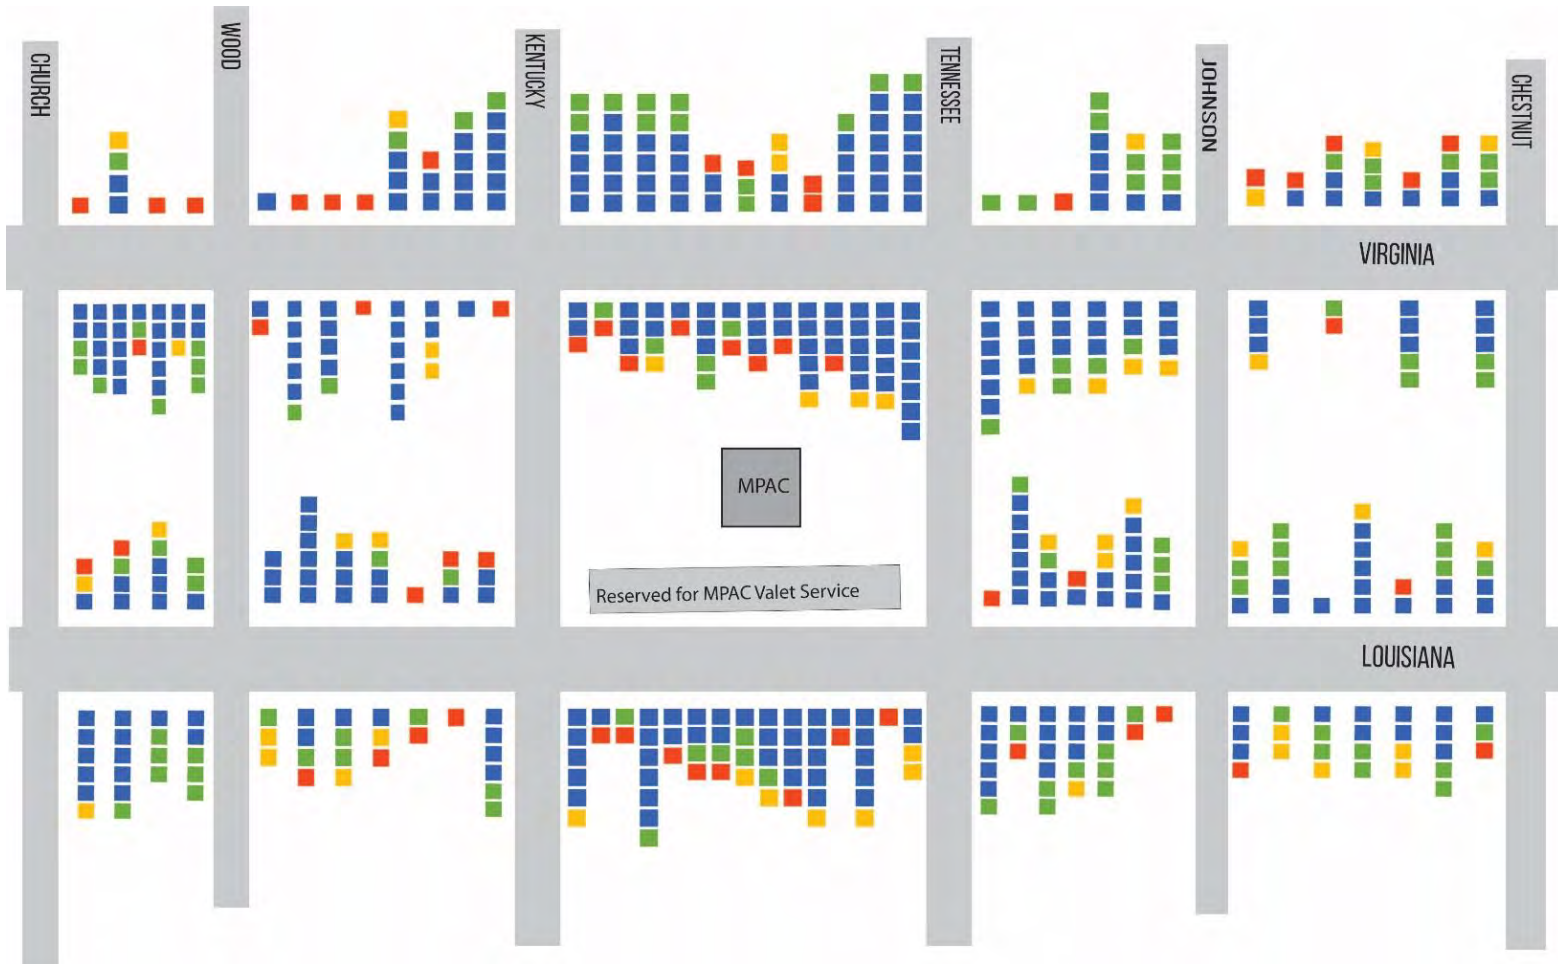 CHURCH
WOOD
KENTUCKY
TENNESSEE
JOHNSON
CHESTNUT
VIRGINIA
MPAC
Reserved for MPAC Valet Service
LOUISIANA